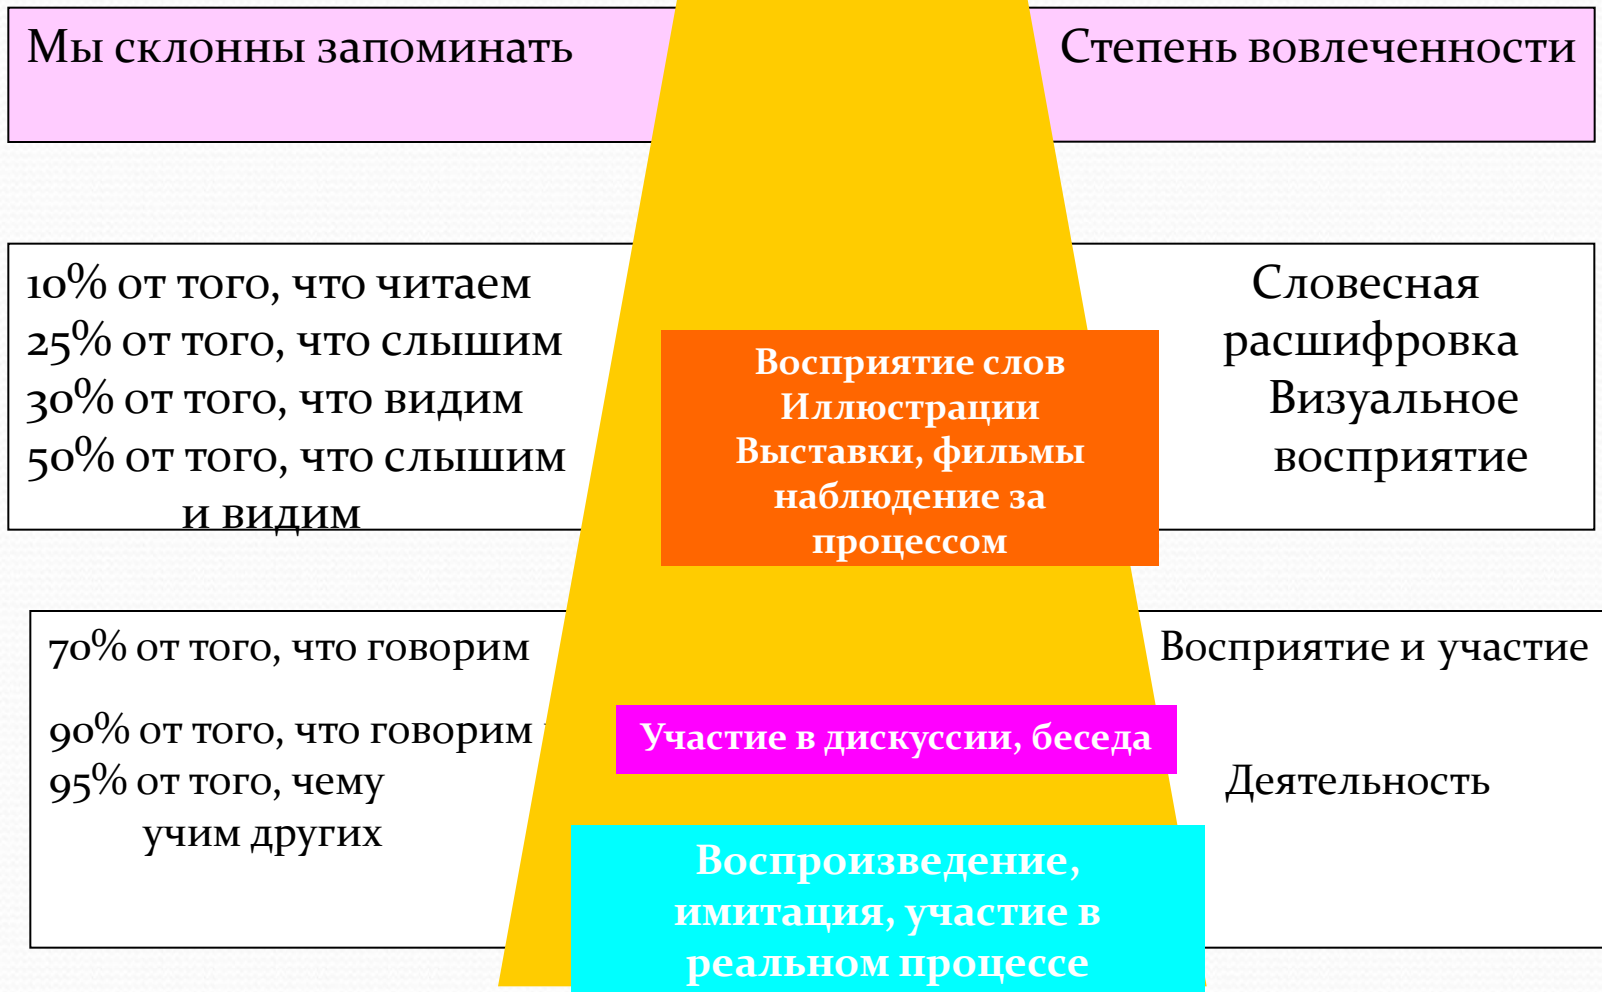 Мы склонны запоминать
Степень вовлеченности
10% от того, что читаем
25% от того, что слышим
30% от того, что видим
50% от того, что слышим
и видим
Восприятие слов
Иллюстрации
Выставки, фильмы
наблюдение за
процессом
Словесная
расшифровка
Визуальное
восприятие
70% от того, что говорим
90% от того, что говорим
95% от того, чему
учим других
Участие в дискуссии, беседа
Воспроизведение,
имитация, участие в
реальном процессе
Восприятие и участие
Деятельность